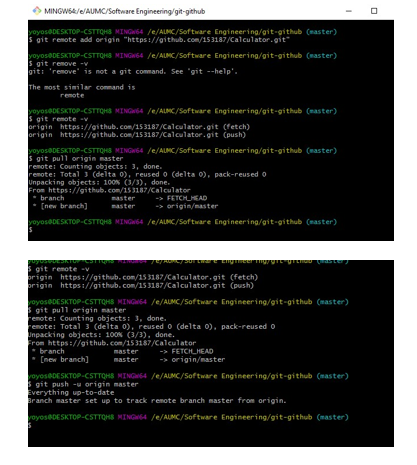 MINGW64:/e/AUMC/Software Engineering/git-github
yoyos@DESKTOP-CSTTQH8 MINGW64 /e/AUMC/Software Engineering/git-github (master)
$ git remote add origin "https://github.com/153187/Calculator.git"
yoyos@DESKTOP-CSTTQH8 MINGW64 /e/AUMC/Software Engineering/git-github (master)
$ git remove -v
git: 'remove' is not a git command. See 'git --help'.
The most similar command is
remote
yoyos@DESKTOP-CSTTQH8 MINGW64 /e/AUMC/Software Engineering/git-github (master)
$ git remote -v
origin https://github.com/153187/Calculator.git (fetch)
origin https://github.com/153187/Calculator.git (push)
yoyos@DESKTOP-CSTTQH8 MINGW64 /e/AUMC/Software Engineering/git-github (master)
$ git pull origin master
remote: Counting objects: 3, done.
remote: Total 3 (delta 0), reused 0 (delta 0), pack-reused 0
Unpacking objects: 100% (3/3), done.
From https://github.com/153187/Calculator
* branch master -> FETCH_HEAD
* [new branch] master -> origin/master
yoyos@DESKTOP-CSTTQH8 MINGW64 /e/AUMC/Software Engineering/git-github (master)
$
yoyos@DESKTOP-CSTTQH8 MINGW64 /e/AUMC/Software Engineering/git-github (master)
$ git remote -v
origin https://github.com/153187/Calculator.git (fetch)
origin https://github.com/153187/Calculator.git (push)
yoyos@DESKTOP-CSTTQH8 MINGW64 /e/AUMC/Software Engineering/git-github (master)
$ git pull origin master
remote: Counting objects: 3, done.
remote: Total 3 (delta 0), reused 0 (delta 0), pack-reused 0
Unpacking objects: 100% (3/3), done.
From https://github.com/153187/Calculator
* branch master -> FETCH_HEAD
* [new branch] master -> origin/master
yoyos@DESKTOP-CSTTQH8 MINGW64 /e/AUMC/Software Engineering/git-github (master)
$ git push -u origin master
Everything up-to-date
Branch master set up to track remote branch master from origin.
yoyos@DESKTOP-CSTTQH8 MINGW64 /e/AUMC/Software Engineering/git-github (master)
$